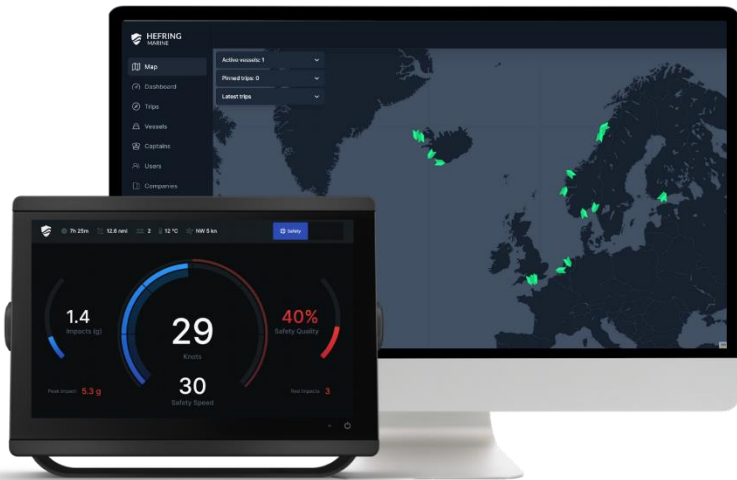 HEFRING
MARINE
Map
Dashboard
Trips
Vessels
Captains
Users
Companies
Active vessels: 1
Pinned trips: 0
Latest trips
7h 25m
12.6 nmi
2
12 °C
NW 5 kn
Safety
1.4
Impacts (g)
29
Knots
40%
Safety Quality
Peak Impact 5.3 g
30
Safety Speed
Red Impacts 3